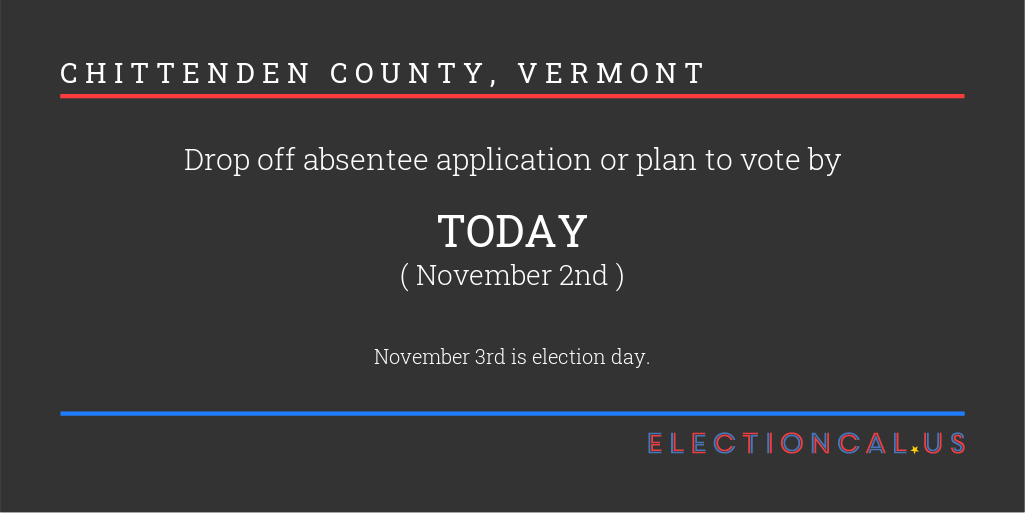 CHITTENDEN COUNTY, VERMONT
Drop off absentee application or plan to vote by
TODAY
( November 2nd )
November 3rd is election day.
ELECTIONCAL.US